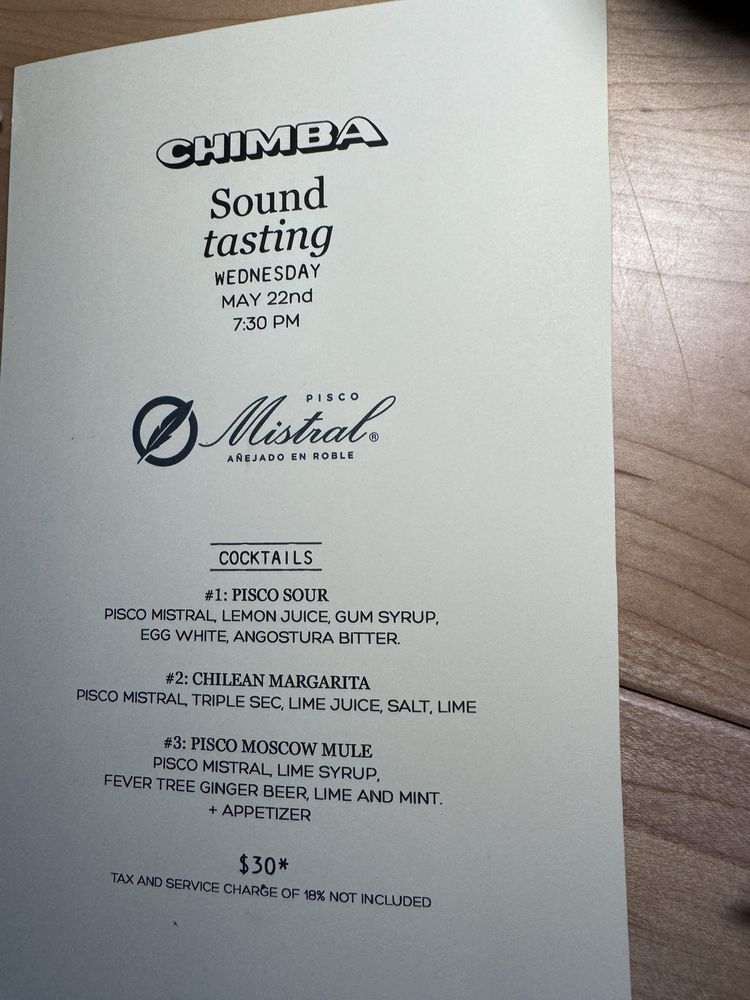 CHIMBA
Sound
tasting
WEDNESDAY
MAY 22nd
7:30 PM
PISCO
Mistral®
AÑEJADO EN ROBLE
COCKTAILS
#1: PISCO SOUR
PISCO MISTRAL, LEMON JUICE, GUM SYRUP,
EGG WHITE, ANGOSTURA BITTER.
#2: CHILEAN MARGARITA
PISCO MISTRAL, TRIPLE SEC, LIME JUICE, SALT, LIME
#3: PISCO MOSCOW MULE
PISCO MISTRAL, LIME SYRUP,
FEVER TREE GINGER BEER, LIME AND MINT.
+ APPETIZER
$30*
TAX AND SERVICE CHARGE OF 18% NOT INCLUDED